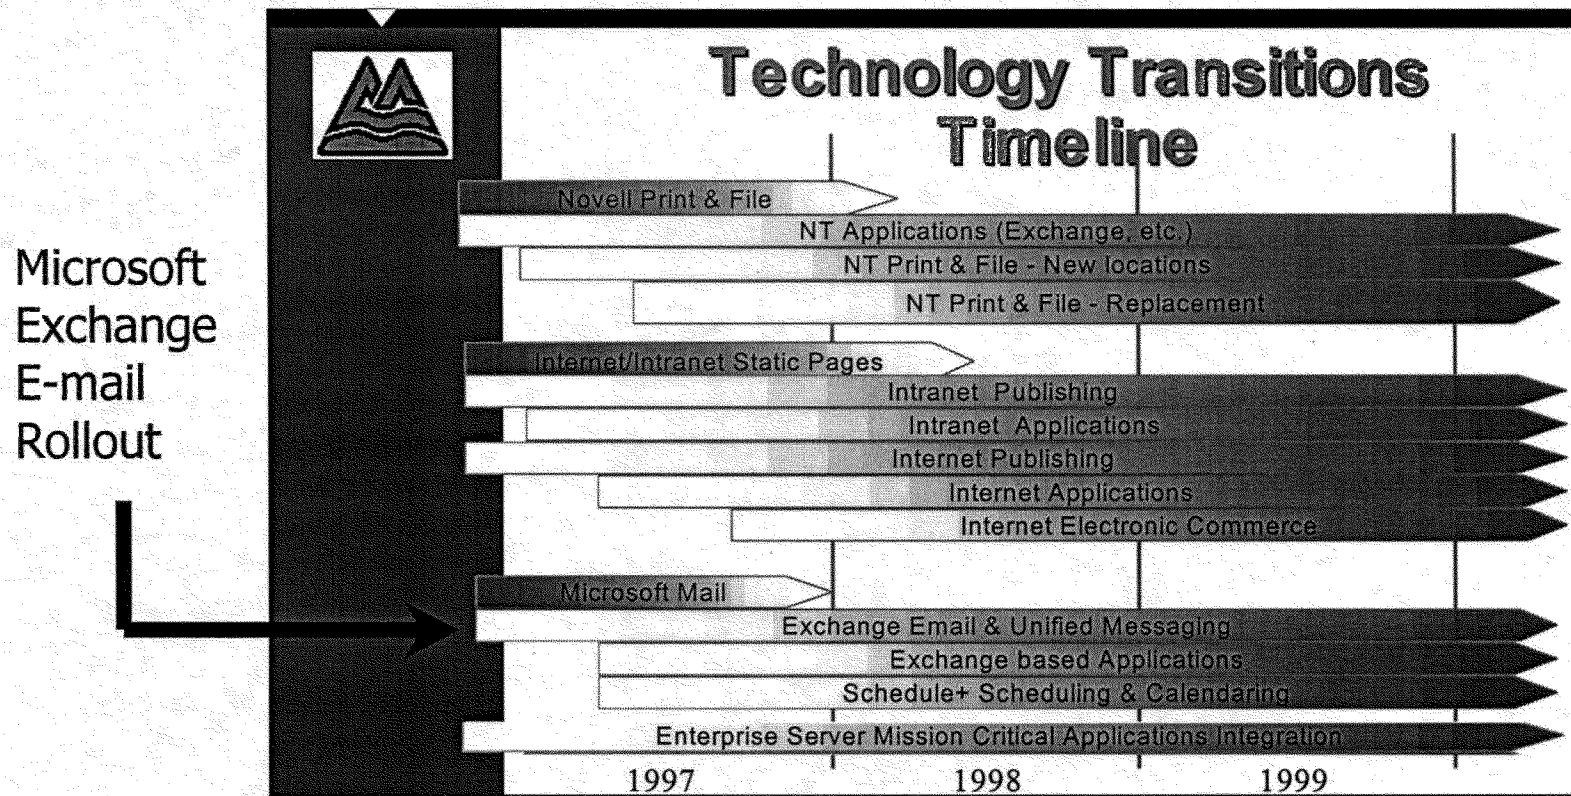 Technology Transitions
Timeline
Microsoft
Exchange
E-mail
Rollout
Novell Print & File
NT Applications (Exchange, etc.)
NT Print & File - New locations
NT Print & File - Replacement
Internet/Intranet Static Pages
Intranet Publishing
Intranet Applications
Internet Publishing
Internet Applications
Internet Electronic Commerce
Microsoft Mail
Exchange Email & Unified Messaging
Exchange based Applications
Schedule+ Scheduling & Calendaring
Enterprise Server Mission Critical Applications Integration
1997
1998
1999